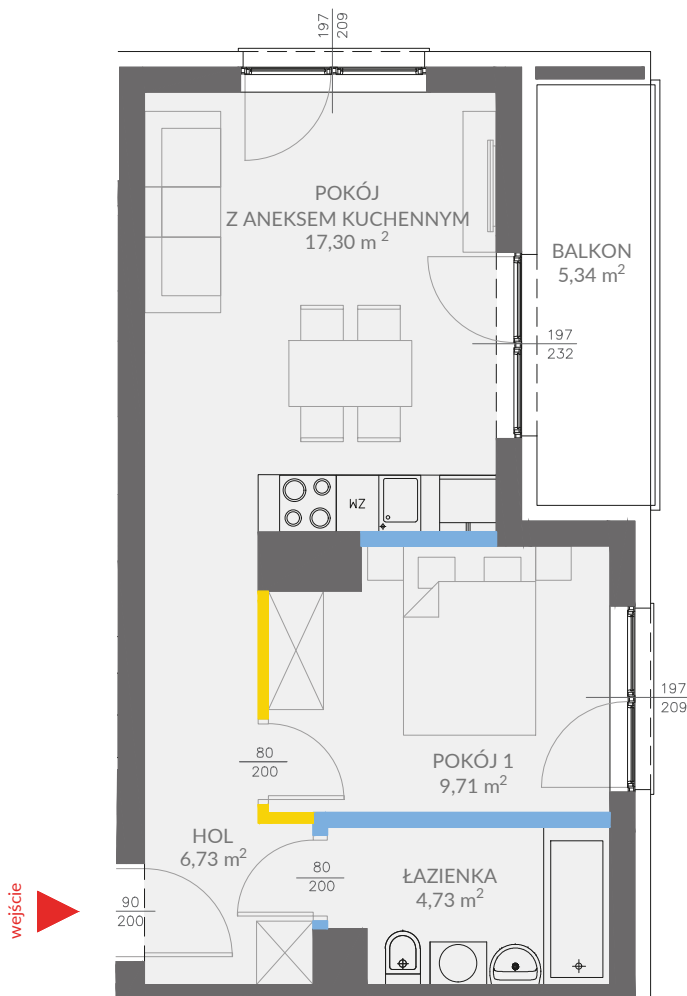 197
209
POKÓJ
Z ANEKSEM KUCHENNYM
17,30 m²
BALKON
5,34 m²
197
232
ZM
197
209
80
200
POKÓJ 1
9,71 m²
HOL
6,73 m²
80
200
ŁAZIENKA
4,73 m²
wejście
90
200